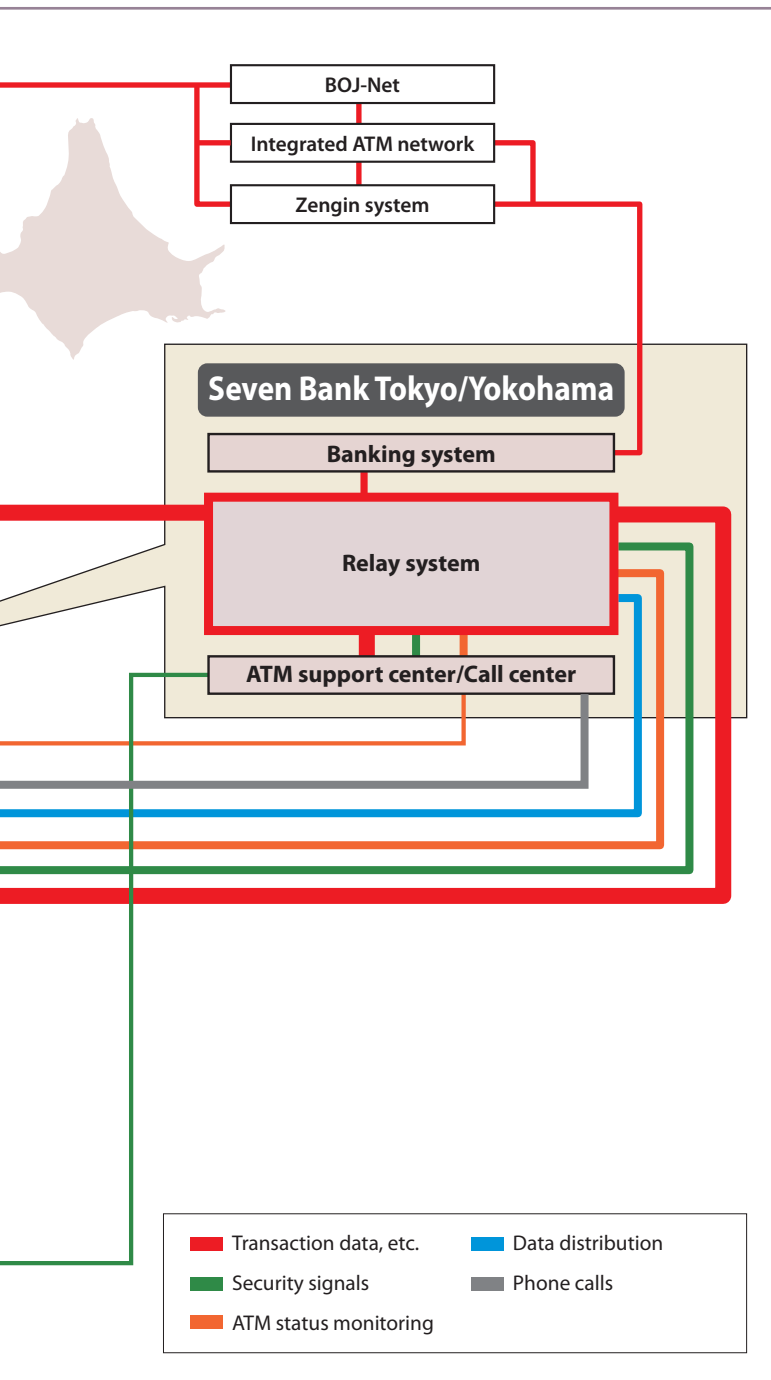 BOJ-Net
Integrated ATM network
Zengin system
Seven Bank Tokyo/Yokohama
Banking system
Relay system
ATM support center/Call center
Transaction data, etc.
Security signals
ATM status monitoring
Data distribution
Phone calls